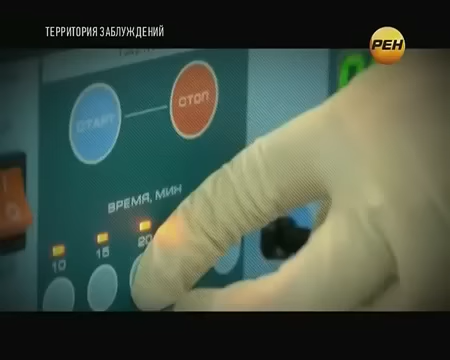 ТЕРРИТОРИЯ ЗАБЛУЖДЕНИЙ
РЕН
СТАРТ
СТОП
ВРЕМЯ, МИН
10
15
20